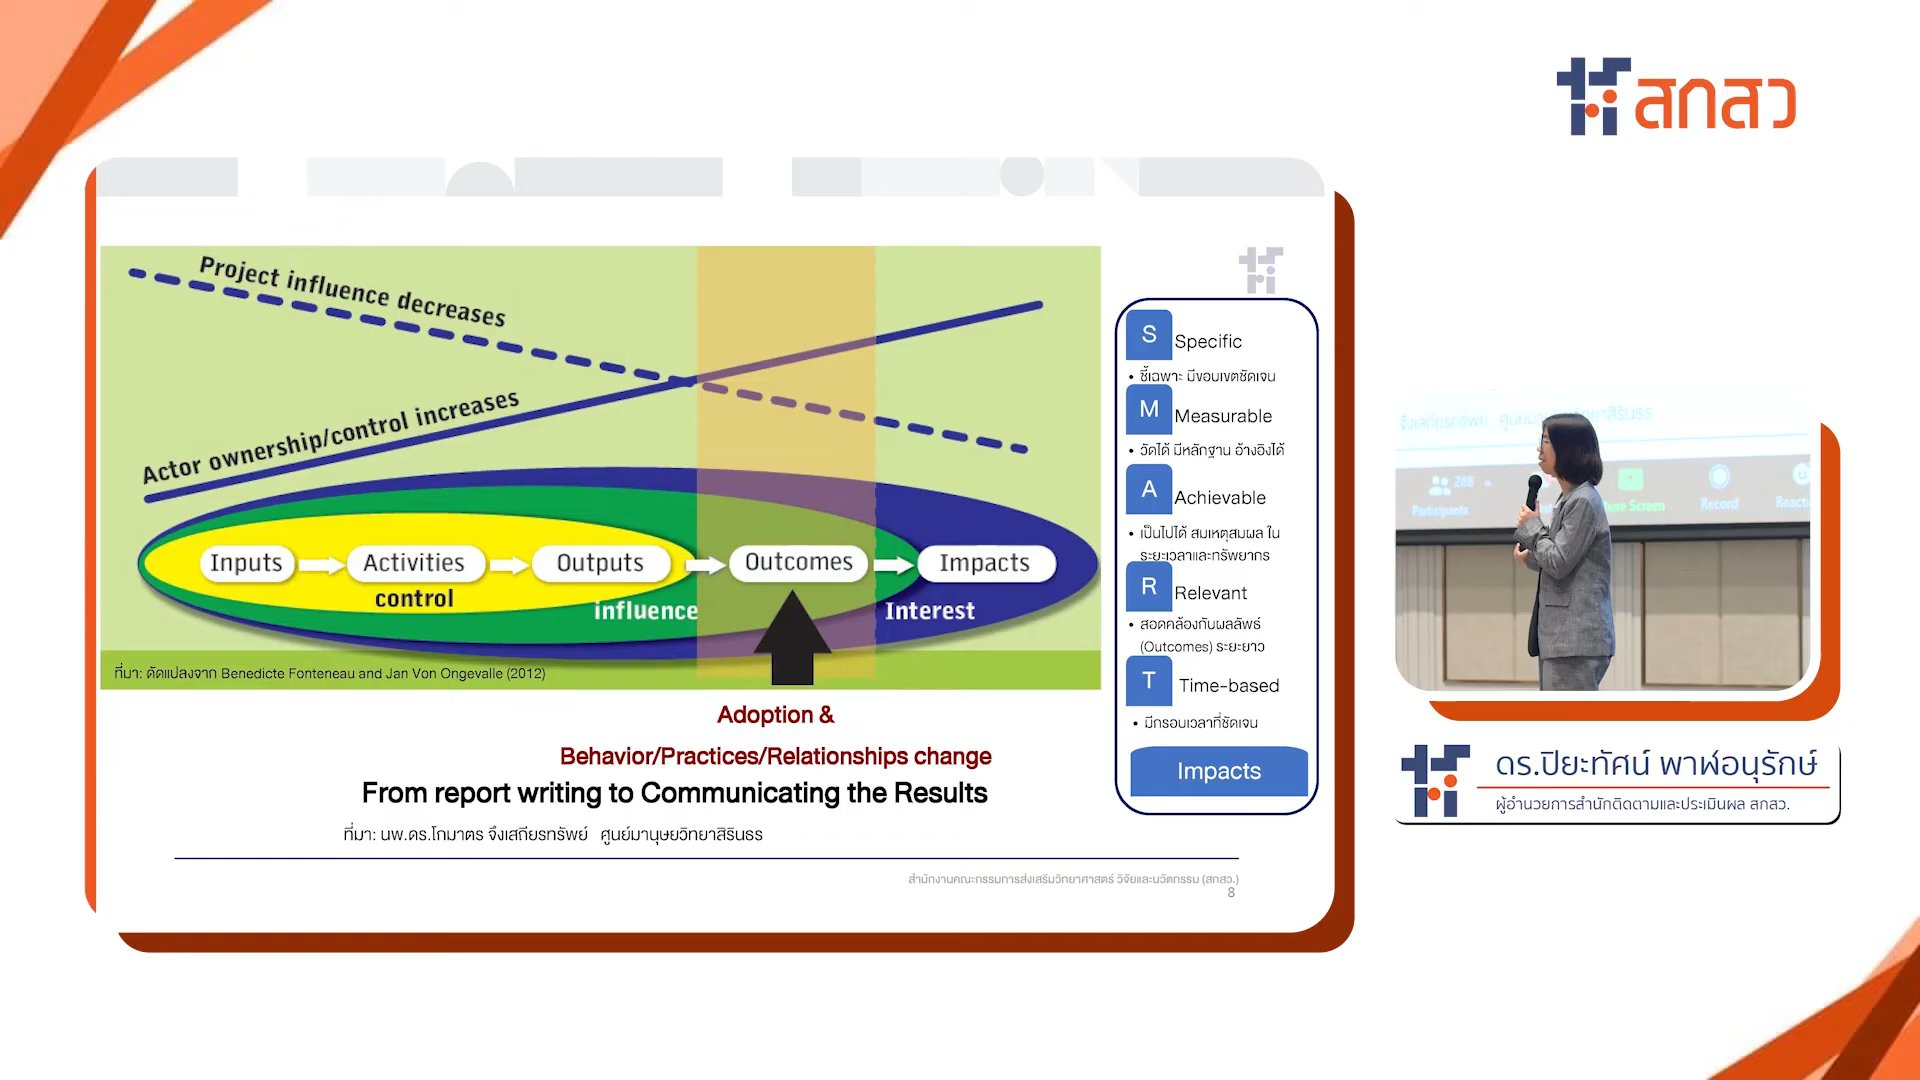 สกสว
Project influence decreases
Actor ownership/control increases
Inputs
Activities
Outputs
Outcomes
Impacts
control
influence
Interest
ที่มา: ดัดแปลงจาก Benedicte Fonteneau and Jan Von Ongevalle (2012)
Adoption &
Behavior/Practices/Relationships change
From report writing to Communicating the Results
ที่มา: นพ.ดร.โกมาตร จึงเสถียรทรัพย์ ศูนย์มานุษยวิทยาสิรินธร
สำนักงานคณะกรรมการส่งเสริมวิทยาศาสตร์ วิจัยและนวัตกรรม (สกสว.)
8
S Specific
• ชี้เฉพาะ มีขอบเขตชัดเจน
M Measurable
• วัดได้ มีหลักฐาน อ้างอิงได้
A Achievable
• เป็นไปได้ สมเหตุสมผล ใน
ระยะเวลาและทรัพยากร
R Relevant
• สอดคล้องกับผลลัพธ์
(Outcomes) ระยะยาว
T Time-based
• มีกรอบเวลาที่ชัดเจน
Impacts
จึงเสถียรทรัพย์
288
Participants
Screen
Record
ดร.ปิยะทัศน์ พาฬอนุรักษ์
ผู้อำนวยการสำนักติดตามและประเมินผล สกสว.